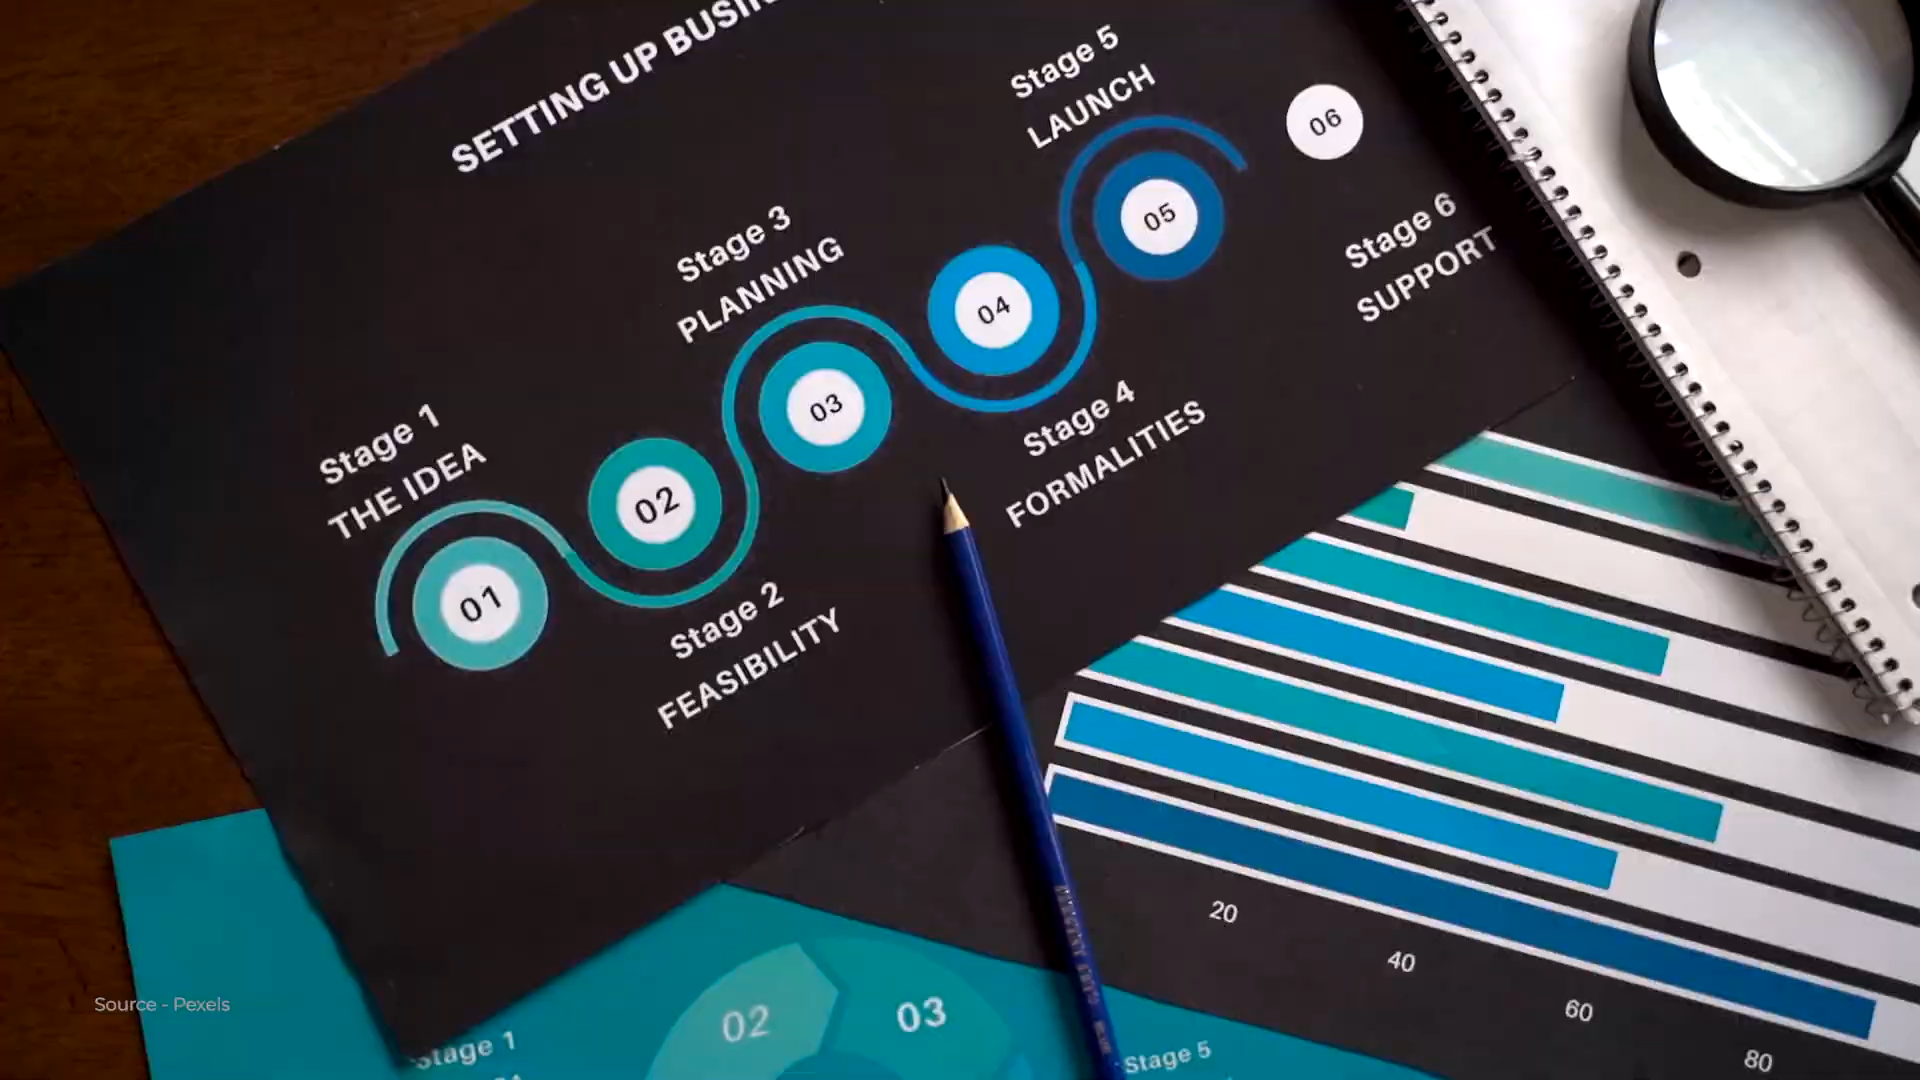 SETTING UP
Stage 5
LAUNCH
06
05
Stage 6
SUPPORT
Stage 3
PLANNING
04
03
Stage 4
FORMALITIES
Stage 1
THE IDEA
02
01
Stage 2
FEASIBILITY
20
40
60
80
02
03
Stage 1
Stage 5
Source - Pexels